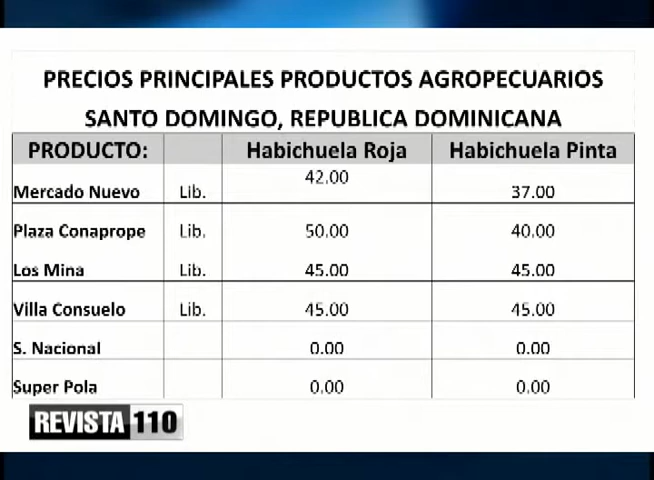 PRECIOS PRINCIPALES PRODUCTOS AGROPECUARIOS
SANTO DOMINGO, REPUBLICA DOMINICANA
PRODUCTO: Habichuela Roja Habichuela Pinta
Mercado Nuevo Lib. 42.00 37.00
Plaza Conaprope Lib. 50.00 40.00
Los Mina Lib. 45.00 45.00
Villa Consuelo Lib. 45.00 45.00
S. Nacional 0.00 0.00
Super Pola 0.00 0.00
REVISTA 110